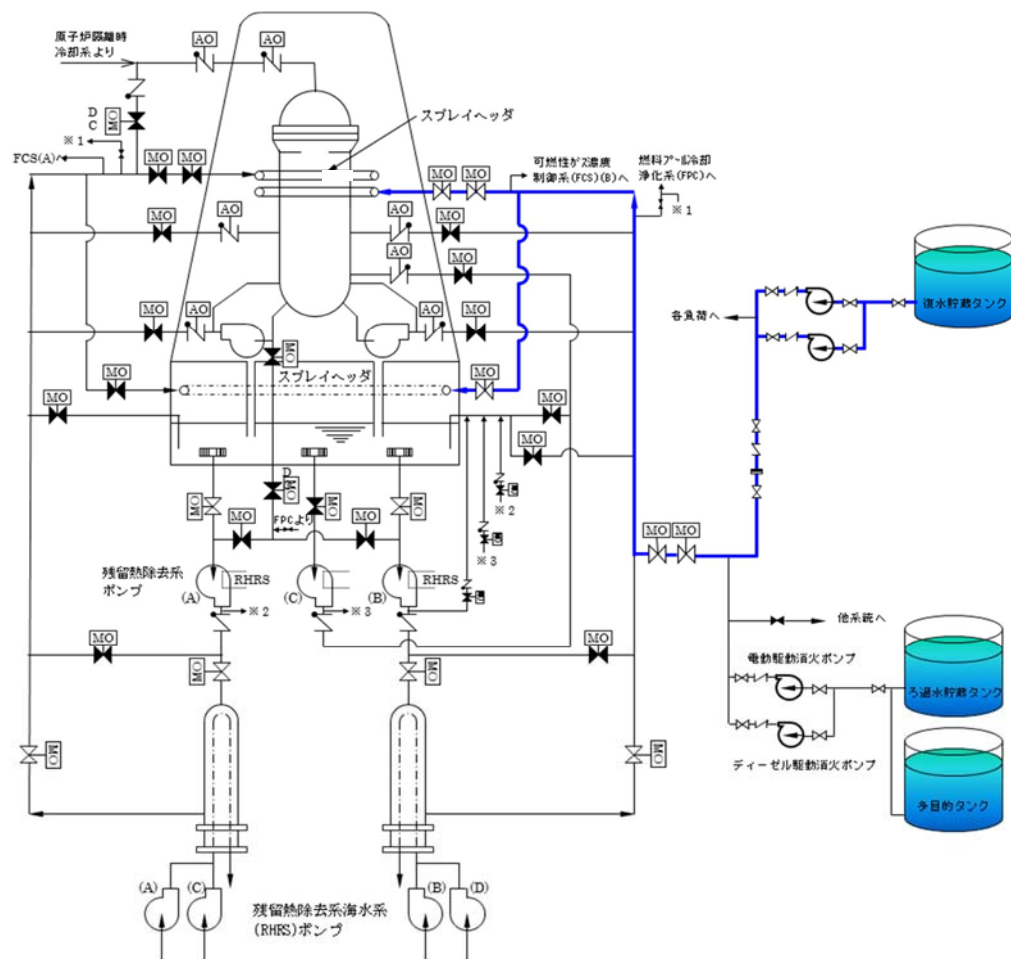 原子炉隔離時
冷却系より
AO
AO
スプレイヘッダ
D
C
MO
※1
FCS(A)へ
MO
MO
MO
MO
可燃性ガス濃度
制御系(FCS)(B)へ
燃料プール冷却
浄化系(FPC)へ
※1
MO
AO
AO
MO
AO
MO
復水貯蔵タンク
各負荷へ
MO
AO
AO
MO
MO
スプレイヘッダ
MO
MO
MO
MO
MO
D
MO
MO
MO
MO
※2
MO
FPCより
MO
※3
MO
MO
残留熱除去系
ポンプ
(A)
RHRS
(C)
(B)
RHRS
※2
※3
他系統へ
MO
MO
MO
MO
電動駆動消火ポンプ
ろ過水貯蔵タンク
MO
MO
ディーゼル駆動消火ポンプ
多目的タンク
(A)
(C)
(B)
(D)
残留熱除去系海水系
(RHRS)ポンプ